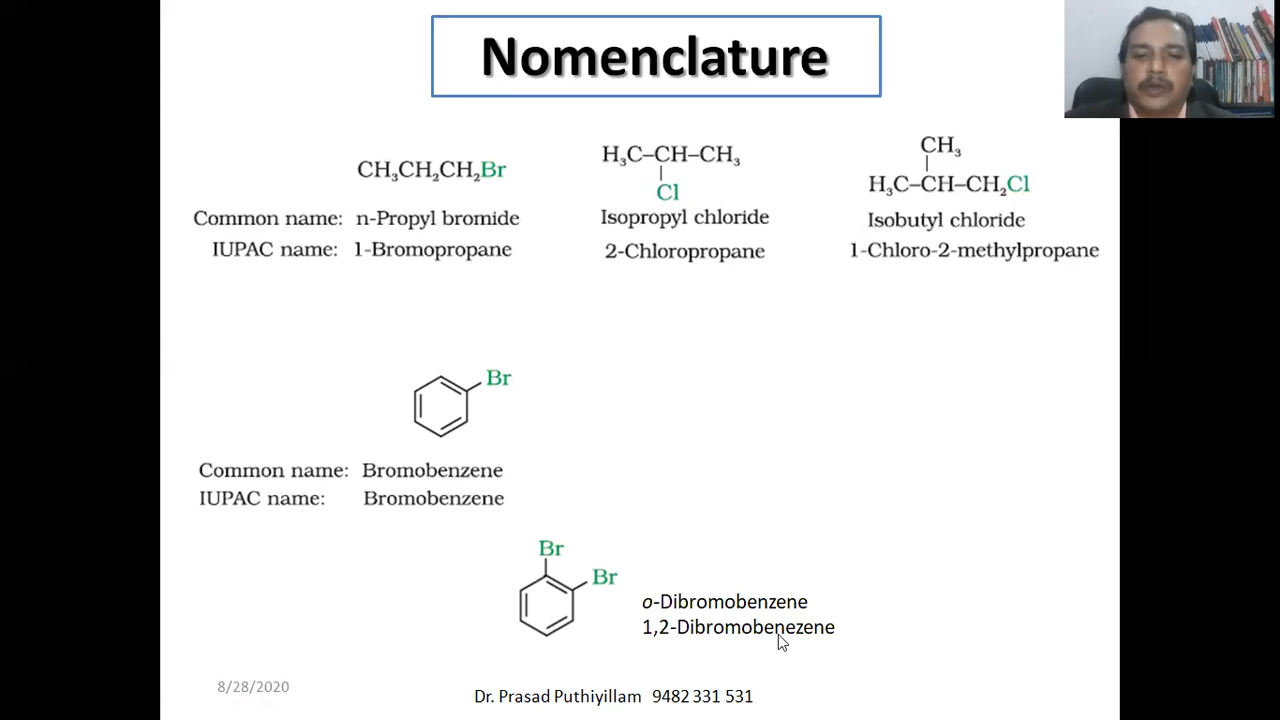 Nomenclature
CH₃CH₂CH₂Br
H₃C–CH–CH₃
Cl
CH₃
H₃C–CH–CH₂Cl
Common name: n-Propyl bromide
Isopropyl chloride
Isobutyl chloride
IUPAC name: 1-Bromopropane
2-Chloropropane
1-Chloro-2-methylpropane
Br
Common name: Bromobenzene
IUPAC name: Bromobenzene
Br
Br
o-Dibromobenzene
1,2-Dibromobenezene
8/28/2020
Dr. Prasad Puthiyillam 9482 331 531